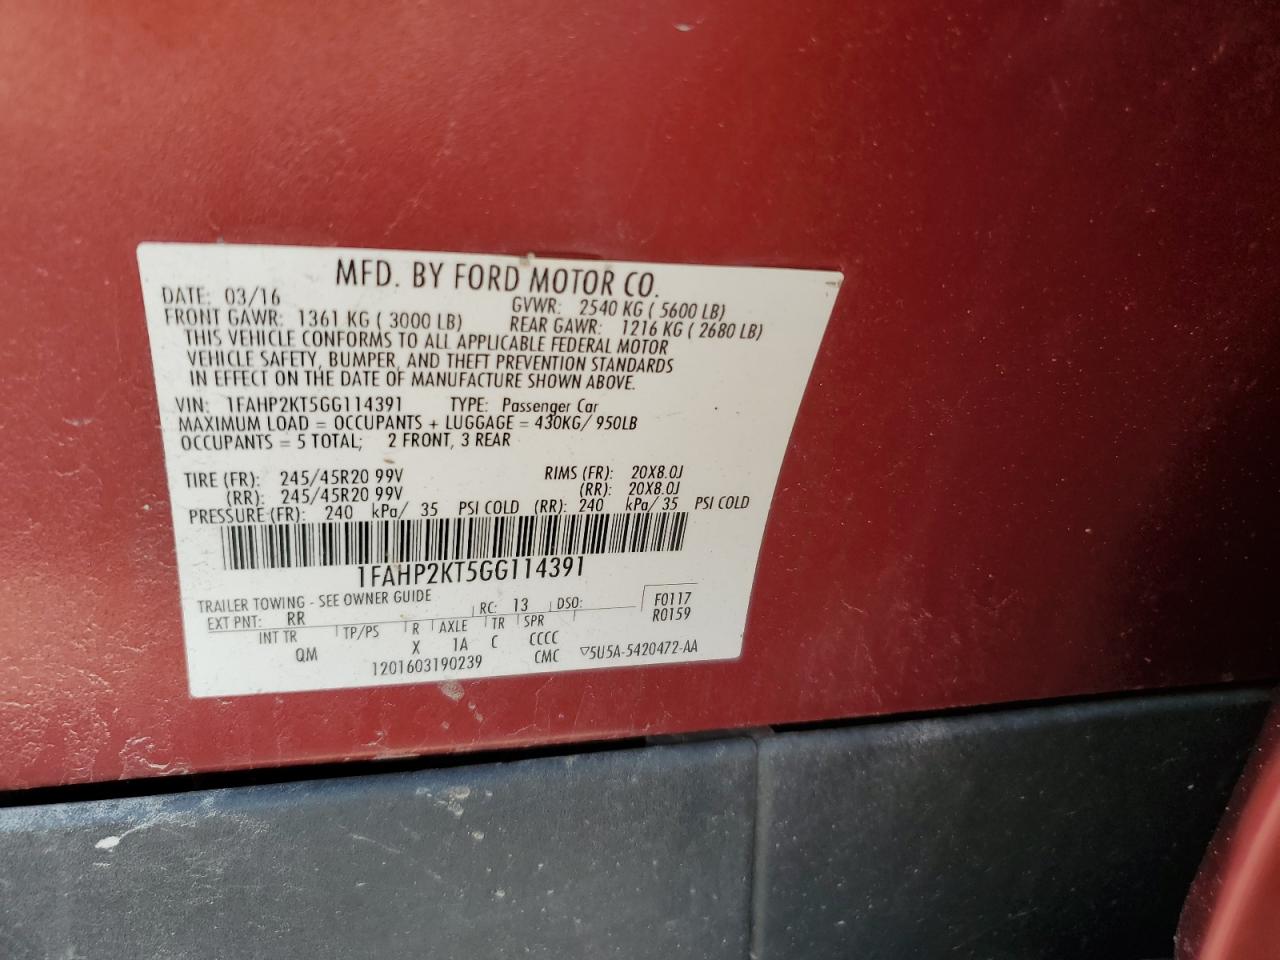 MFD. BY FORD MOTOR CO.
DATE: 03/16 GVWR: 2540 KG ( 5600 LB)
FRONT GAWR: 1361 KG ( 3000 LB) REAR GAWR: 1216 KG ( 2680 LB)
THIS VEHICLE CONFORMS TO ALL APPLICABLE FEDERAL MOTOR
VEHICLE SAFETY, BUMPER, AND THEFT PREVENTION STANDARDS
IN EFFECT ON THE DATE OF MANUFACTURE SHOWN ABOVE.
VIN: 1FAHP2KT5GG114391 TYPE: Passenger Car
MAXIMUM LOAD = OCCUPANTS + LUGGAGE = 430KG/ 950LB
OCCUPANTS = 5 TOTAL; 2 FRONT, 3 REAR
TIRE (FR): 245/45R20 99V RIMS (FR): 20X8.0J
(RR): 245/45R20 99V (RR): 20X8.0J
PRESSURE (FR): 240 kPa/ 35 PSI COLD (RR): 240 kPa/ 35 PSI COLD
1FAHP2KT5GG114391
TRAILER TOWING - SEE OWNER GUIDE
EXT PNT: RR RC: 13 DSO: F0117
R0159
INT TR TP/PS R AXLE TR SPR
QM X 1A C CCCC
1201603190239 CMC ▽5U5A-5420472-AA